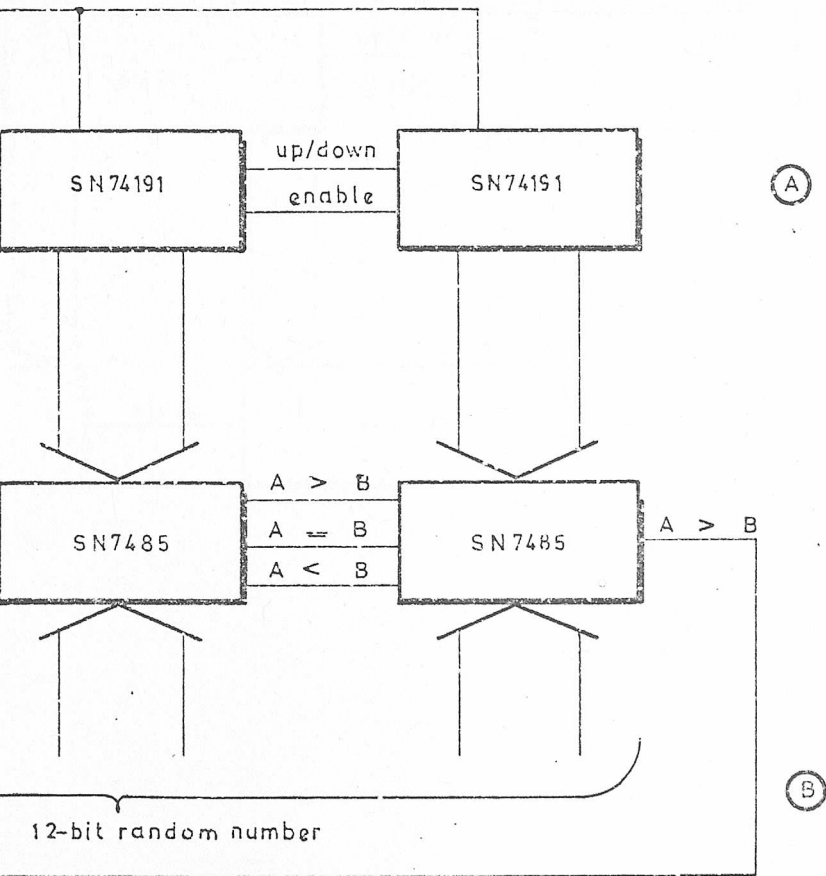 up/down
SN74191
SN74191
enable
A
A > B
SN7485
A = B
SN7485
A > B
A < B
B
12-bit random number